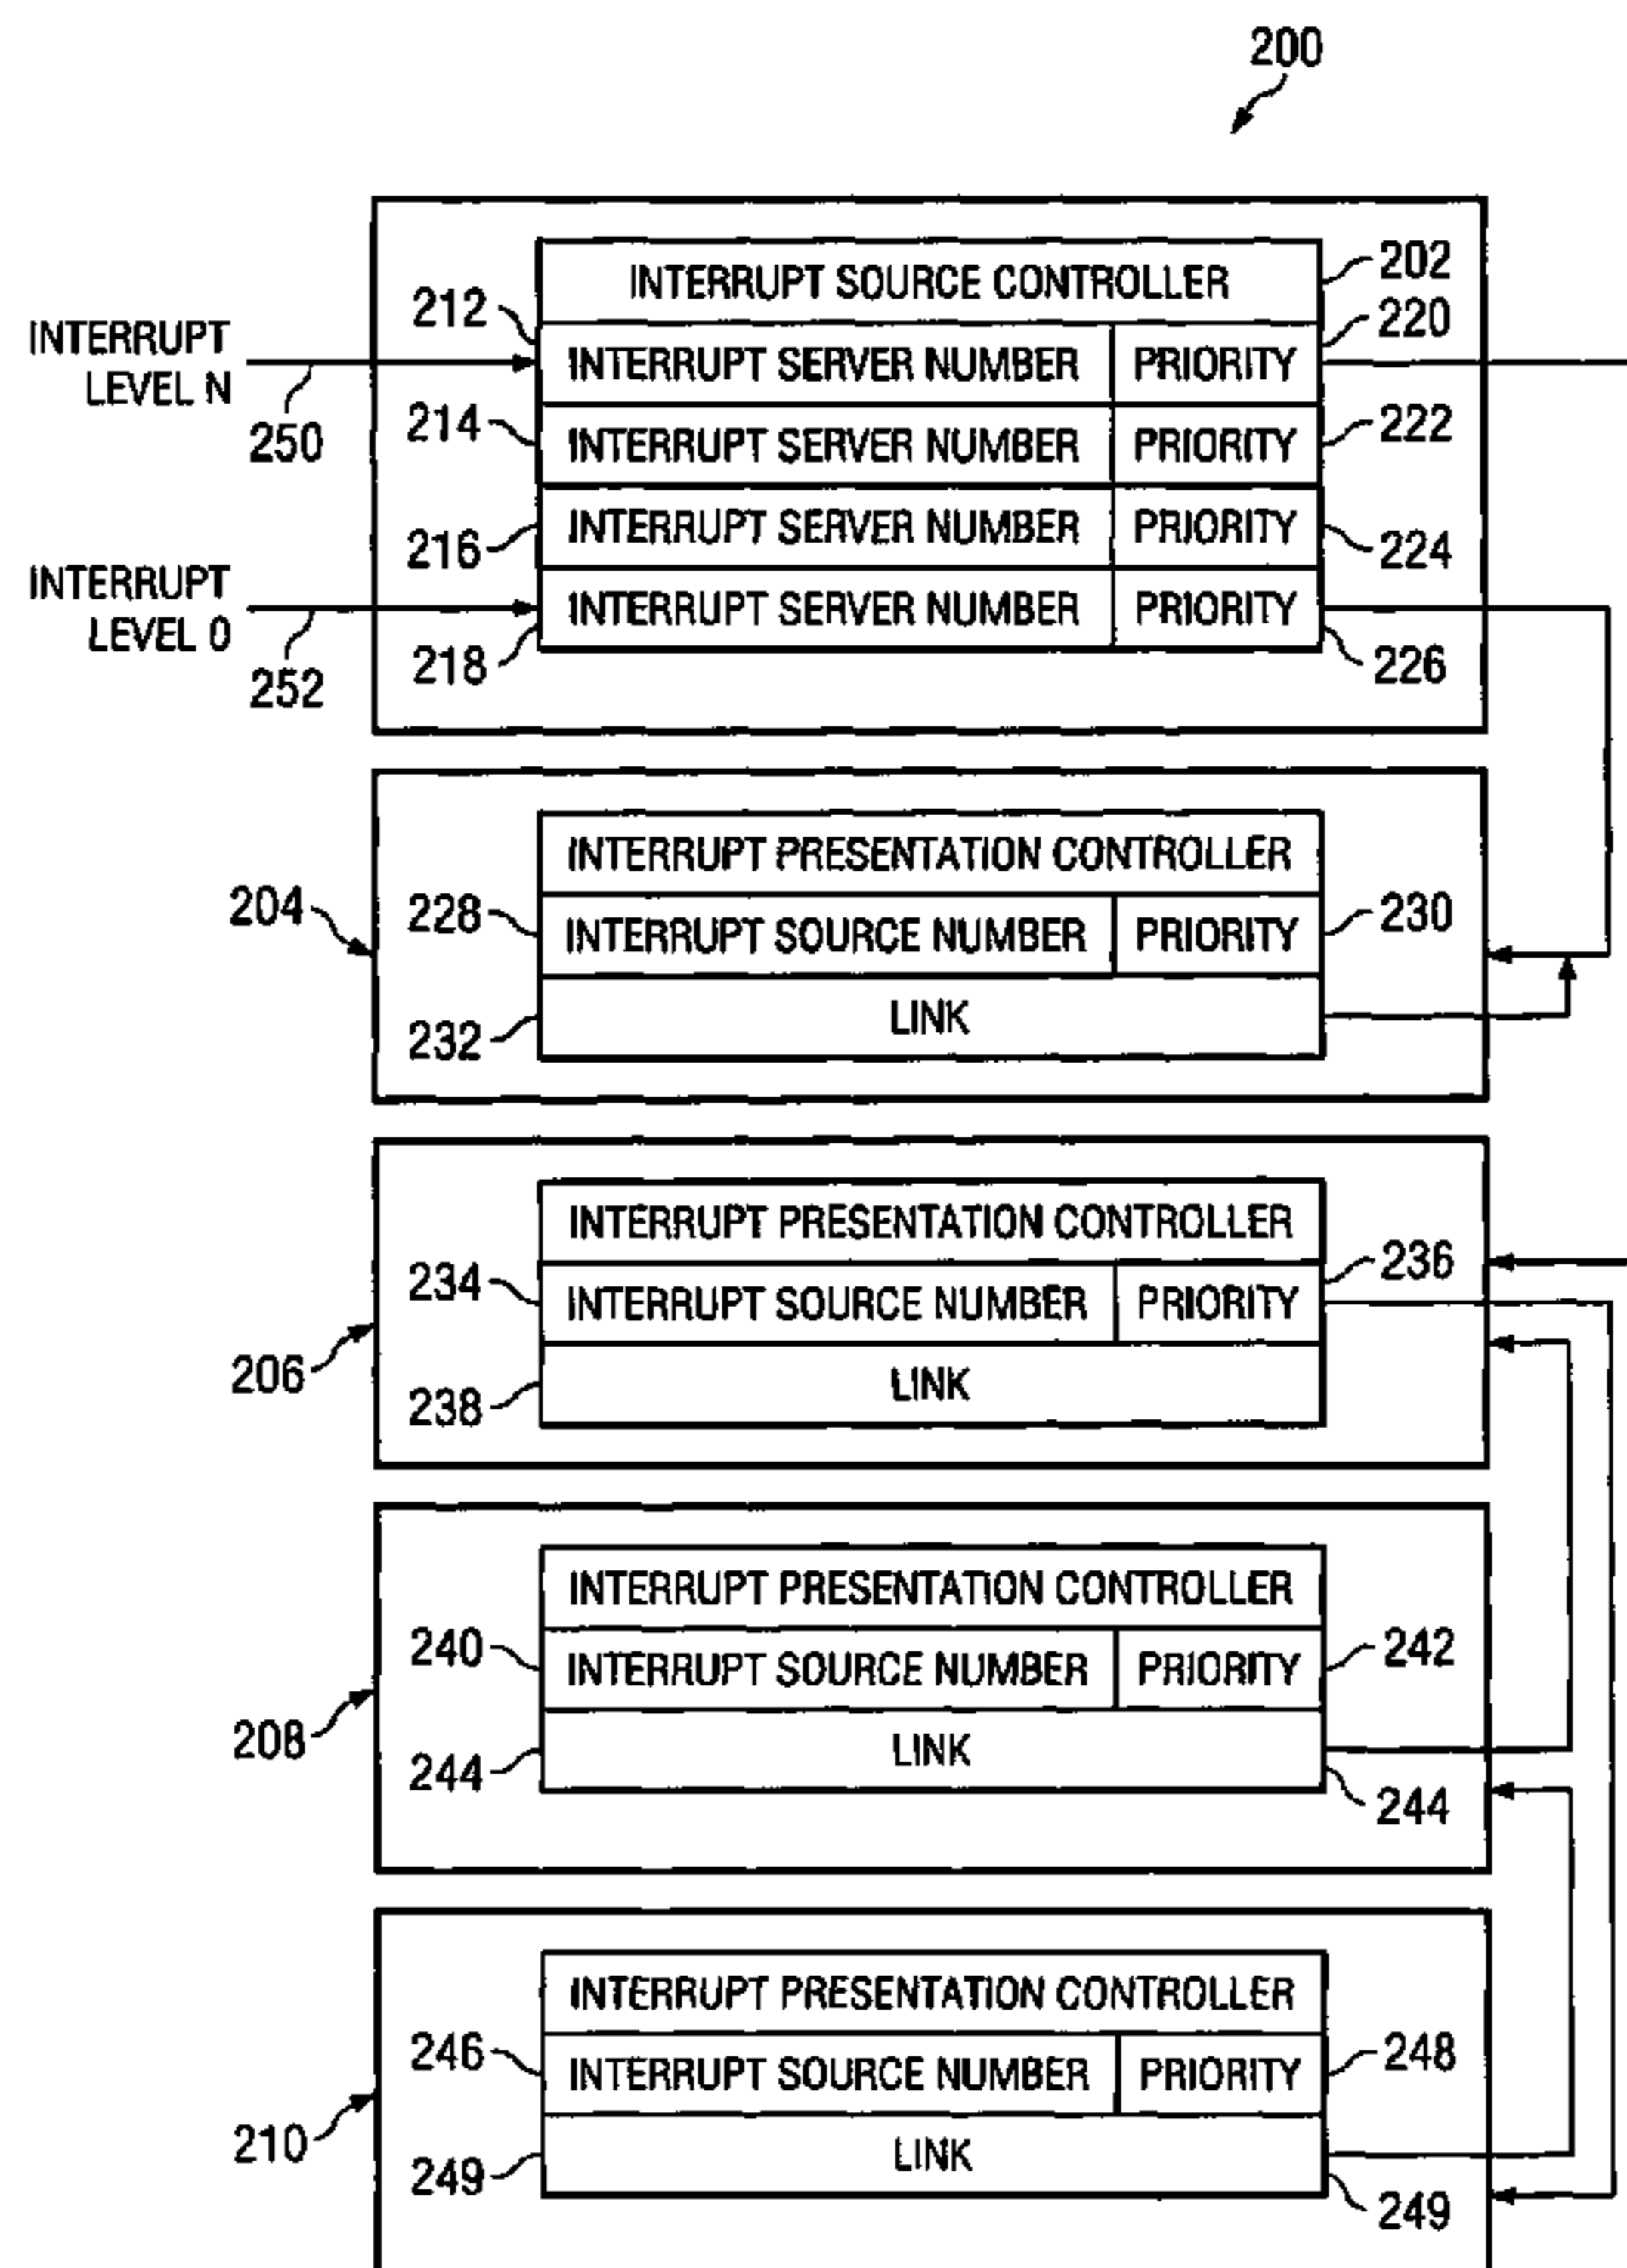 200
INTERRUPT SOURCE CONTROLLER
202
212
220
INTERRUPT
LEVEL N
INTERRUPT SERVER NUMBER PRIORITY
250
214
INTERRUPT SERVER NUMBER PRIORITY
222
216
INTERRUPT SERVER NUMBER PRIORITY
224
INTERRUPT
LEVEL 0
INTERRUPT SERVER NUMBER PRIORITY
252
218
226
INTERRUPT PRESENTATION CONTROLLER
204
228
INTERRUPT SOURCE NUMBER PRIORITY
230
232
LINK
INTERRUPT PRESENTATION CONTROLLER
234
INTERRUPT SOURCE NUMBER PRIORITY
236
206
238
LINK
INTERRUPT PRESENTATION CONTROLLER
240
INTERRUPT SOURCE NUMBER PRIORITY
242
208
244
LINK
244
INTERRUPT PRESENTATION CONTROLLER
246
INTERRUPT SOURCE NUMBER PRIORITY
248
210
249
LINK
249